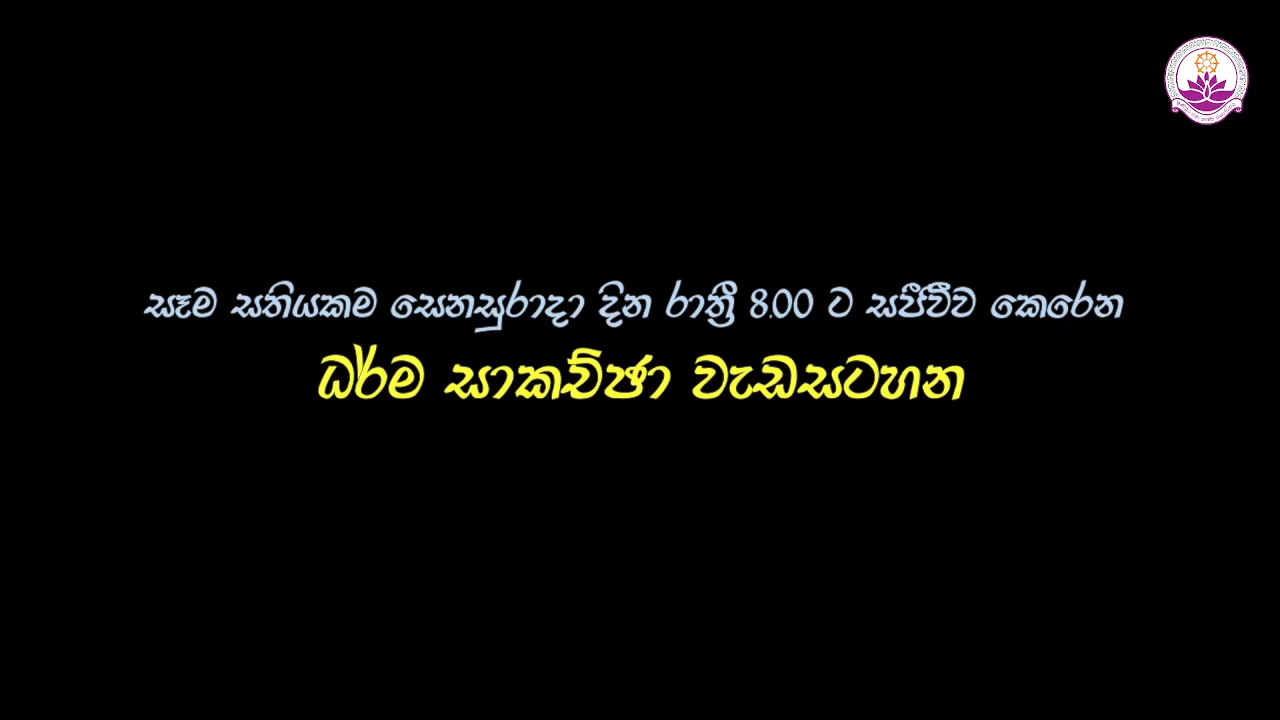 සෑම සතියකම සෙනසුරාදා දින රාත්‍රී 8.00 ට සජීවීව කෙරෙන
ධර්ම සාකච්ඡා වැඩසටහන